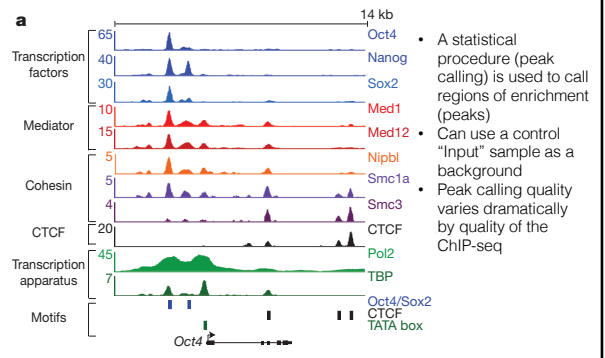 a
14 kb
Transcription
factors
65
Oct4
40
Nanog
30
Sox2
Mediator
10
Med1
15
Med12
Cohesin
5
Nipbl
5
Smc1a
4
Smc3
CTCF
20
CTCF
Transcription
apparatus
45
Pol2
7
TBP
Motifs
Oct4/Sox2
CTCF
TATA box
Oct4
• A statistical
procedure (peak
calling) is used to call
regions of enrichment
(peaks)
• Can use a control
“Input” sample as a
background
• Peak calling quality
varies dramatically
by quality of the
ChIP-seq